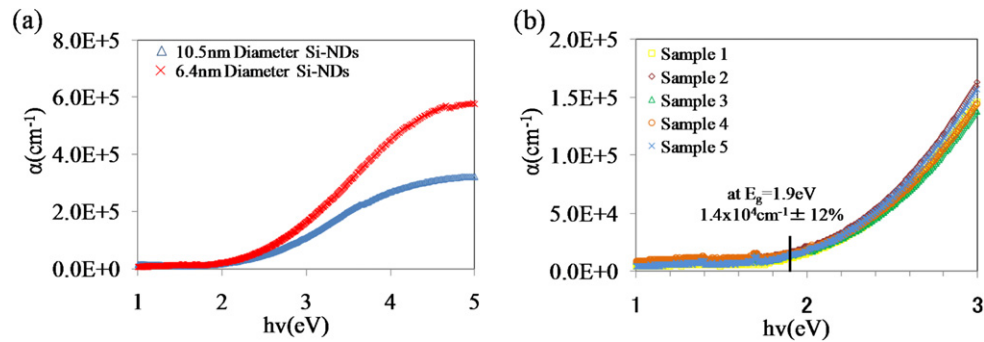 (a)
8.0E+5
6.0E+5
4.0E+5
2.0E+5
0.0E+0
α(cm⁻¹)
10.5nm Diameter Si-NDs
6.4nm Diameter Si-NDs
1 2 3 4 5
hν(eV)
(b)
2.0E+5
1.5E+5
1.0E+5
5.0E+4
0.0E+0
α(cm⁻¹)
Sample 1
Sample 2
Sample 3
Sample 4
Sample 5
at Eg=1.9eV
1.4x10⁴cm⁻¹± 12%
1 2 3
hν(eV)